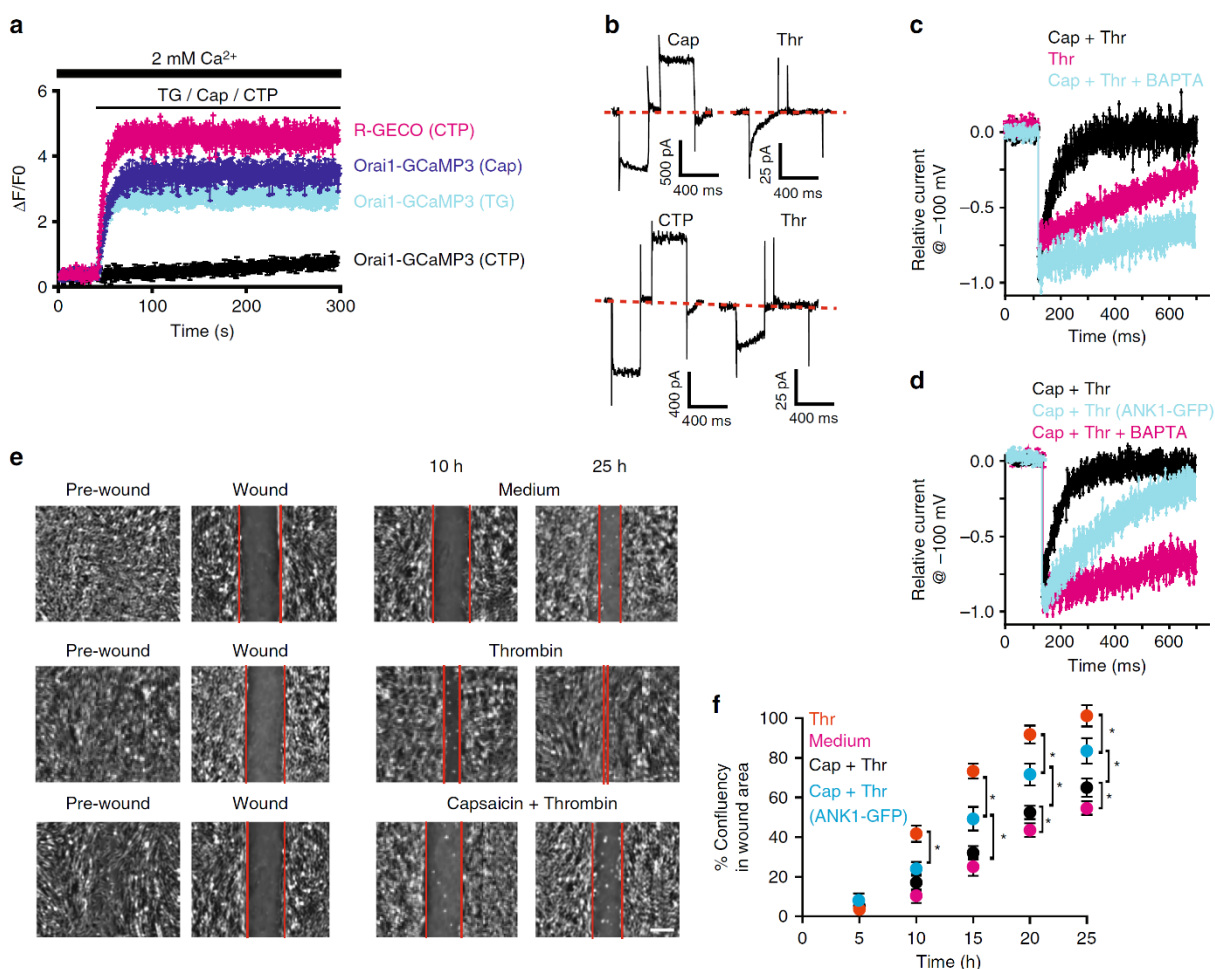 a
2 mM Ca²⁺
TG / Cap / CTP
6
4
2
0
ΔF/F0
R-GECO (CTP)
Orai1-GCaMP3 (Cap)
Orai1-GCaMP3 (TG)
Orai1-GCaMP3 (CTP)
0
100
200
300
Time (s)
b
Cap
Thr
500 pA
400 ms
25 pA
400 ms
CTP
Thr
400 pA
400 ms
25 pA
400 ms
c
Cap + Thr
Thr
Cap + Thr + BAPTA
0.0
−0.5
−1.0
Relative current
@ −100 mV
0
200
400
600
Time (ms)
d
Cap + Thr
Cap + Thr (ANK1-GFP)
Cap + Thr + BAPTA
0.0
−0.5
−1.0
Relative current
@ −100 mV
0
200
400
600
Time (ms)
e
10 h
25 h
Pre-wound
Wound
Medium
Pre-wound
Wound
Thrombin
Pre-wound
Wound
Capsaicin + Thrombin
f
Thr
Medium
Cap + Thr
Cap + Thr
(ANK1-GFP)
100
80
60
40
20
0
% Confluency
in wound area
*
*
*
*
*
*
*
*
*
0
5
10
15
20
25
Time (h)